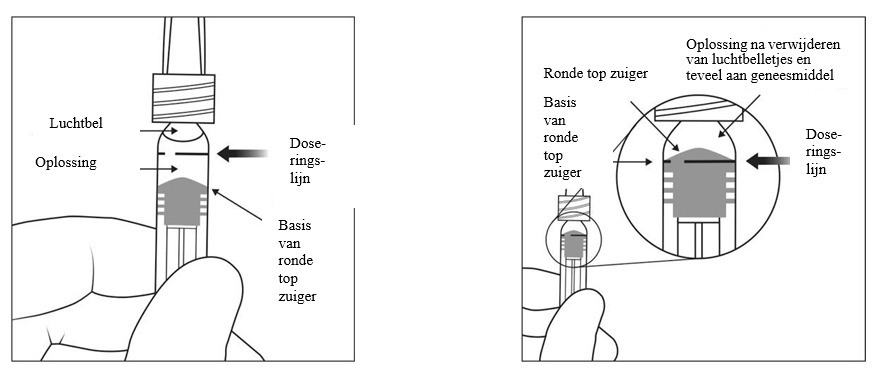 Luchtbel
Oplossing
Dose-
rings-
lijn
Basis
van
ronde
top
zuiger
Oplossing na verwijderen
van luchtbelletjes en
teveel aan geneesmiddel
Ronde top zuiger
Basis
van
ronde
top
zuiger
Dose-
rings-
lijn